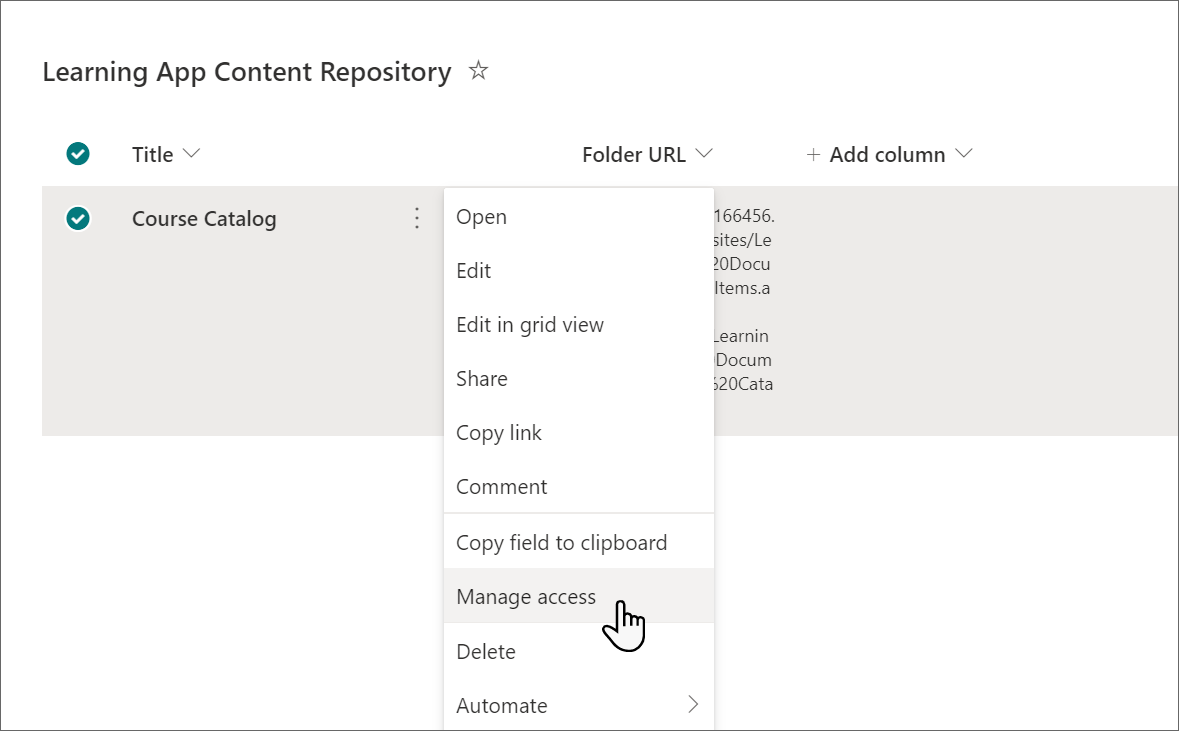 Learning App Content Repository
Title
Folder URL
+ Add column
Course Catalog
Open
Edit
Edit in grid view
Share
Copy link
Comment
Copy field to clipboard
Manage access
Delete
Automate
166456.
sites/Le
20Docu
Items.a
Learnin
Docum
%20Cata